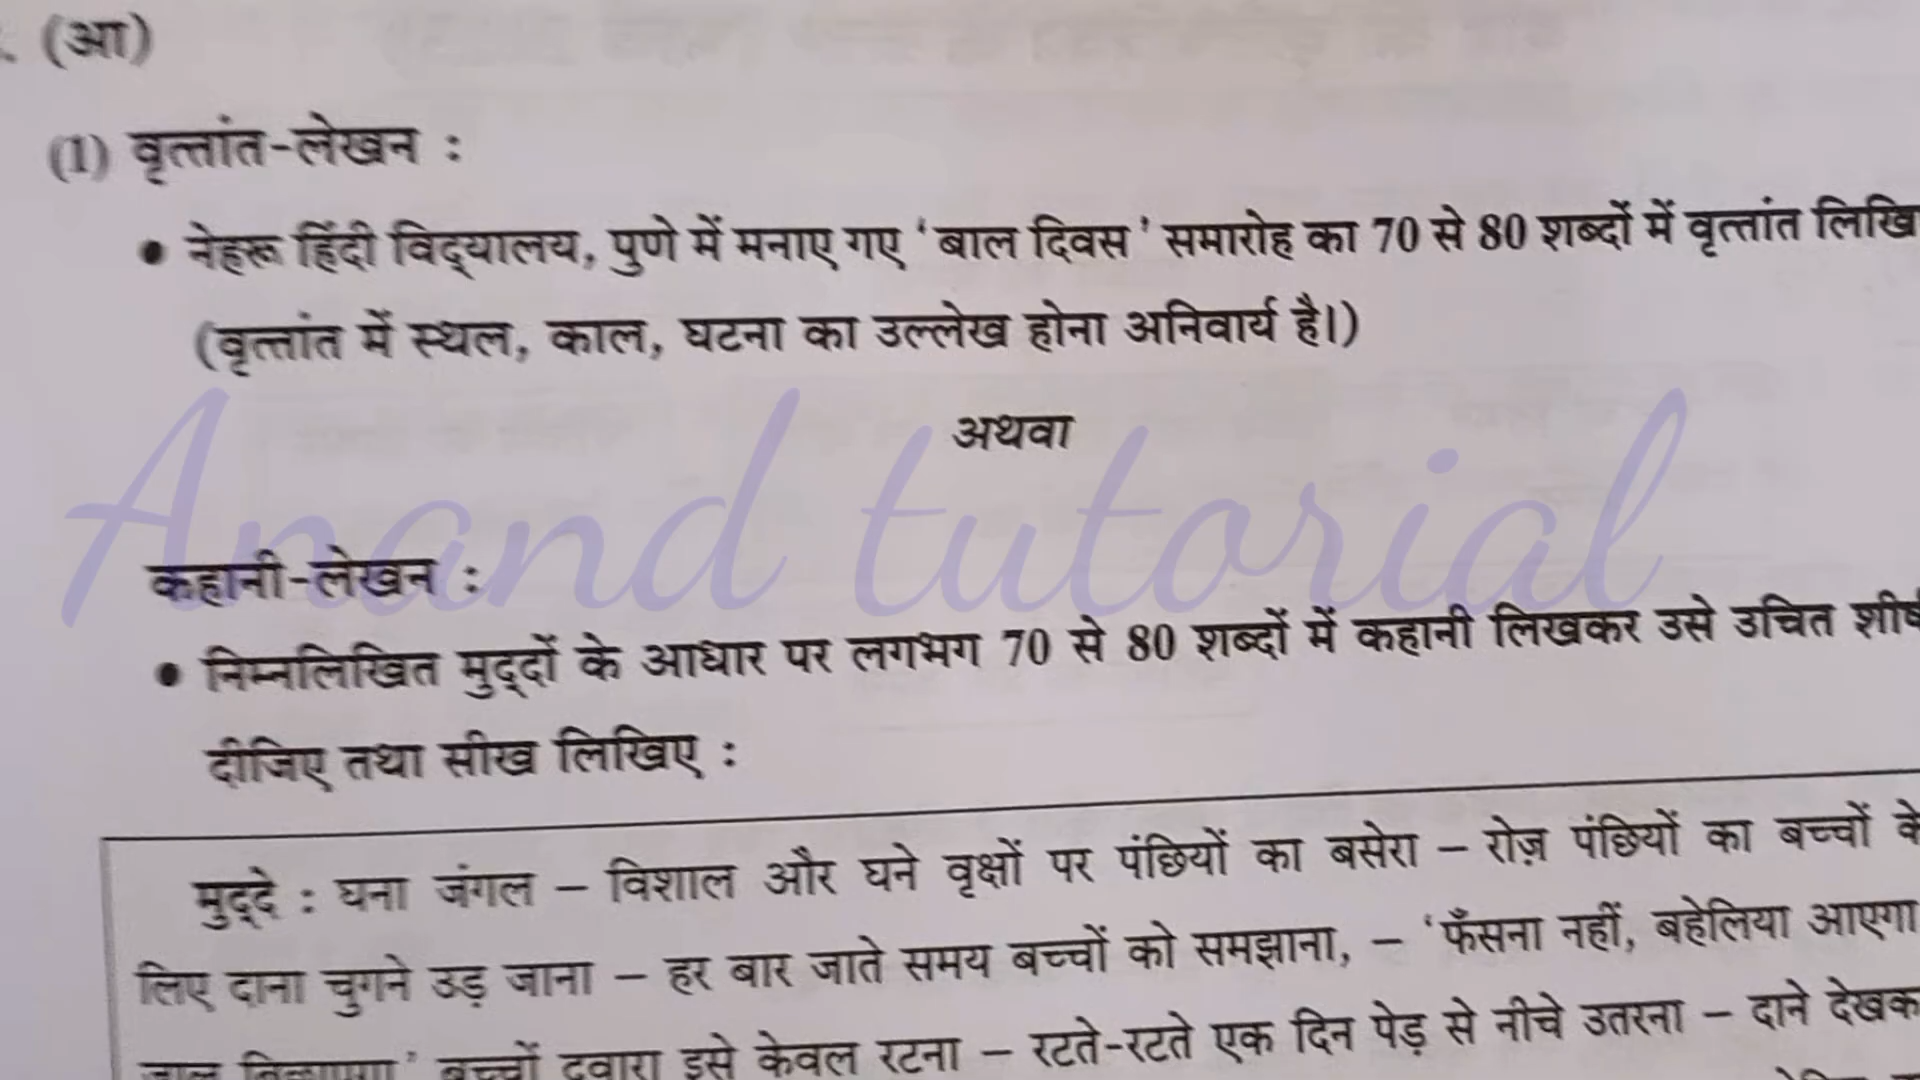 . (आ)
(1) वृत्तांत-लेखन :
• नेहरू हिंदी विद्यालय, पुणे में मनाए गए 'बाल दिवस' समारोह का 70 से 80 शब्दों में वृत्तांत लिखि
(वृत्तांत में स्थल, काल, घटना का उल्लेख होना अनिवार्य है।)
अथवा
Anand tutorial
कहानी-लेखन :
• निम्नलिखित मुद्दों के आधार पर लगभग 70 से 80 शब्दों में कहानी लिखकर उसे उचित शीर्ष
दीजिए तथा सीख लिखिए :
मुद्दे : घना जंगल – विशाल और घने वृक्षों पर पंछियों का बसेरा – रोज़ पंछियों का बच्चों के
लिए दाना चुगने उड़ जाना – हर बार जाते समय बच्चों को समझाना, – 'फँसना नहीं, बहेलिया आएगा
बच्चों द्वारा इसे केवल रटना – रटते-रटते एक दिन पेड़ से नीचे उतरना – दाने देखक